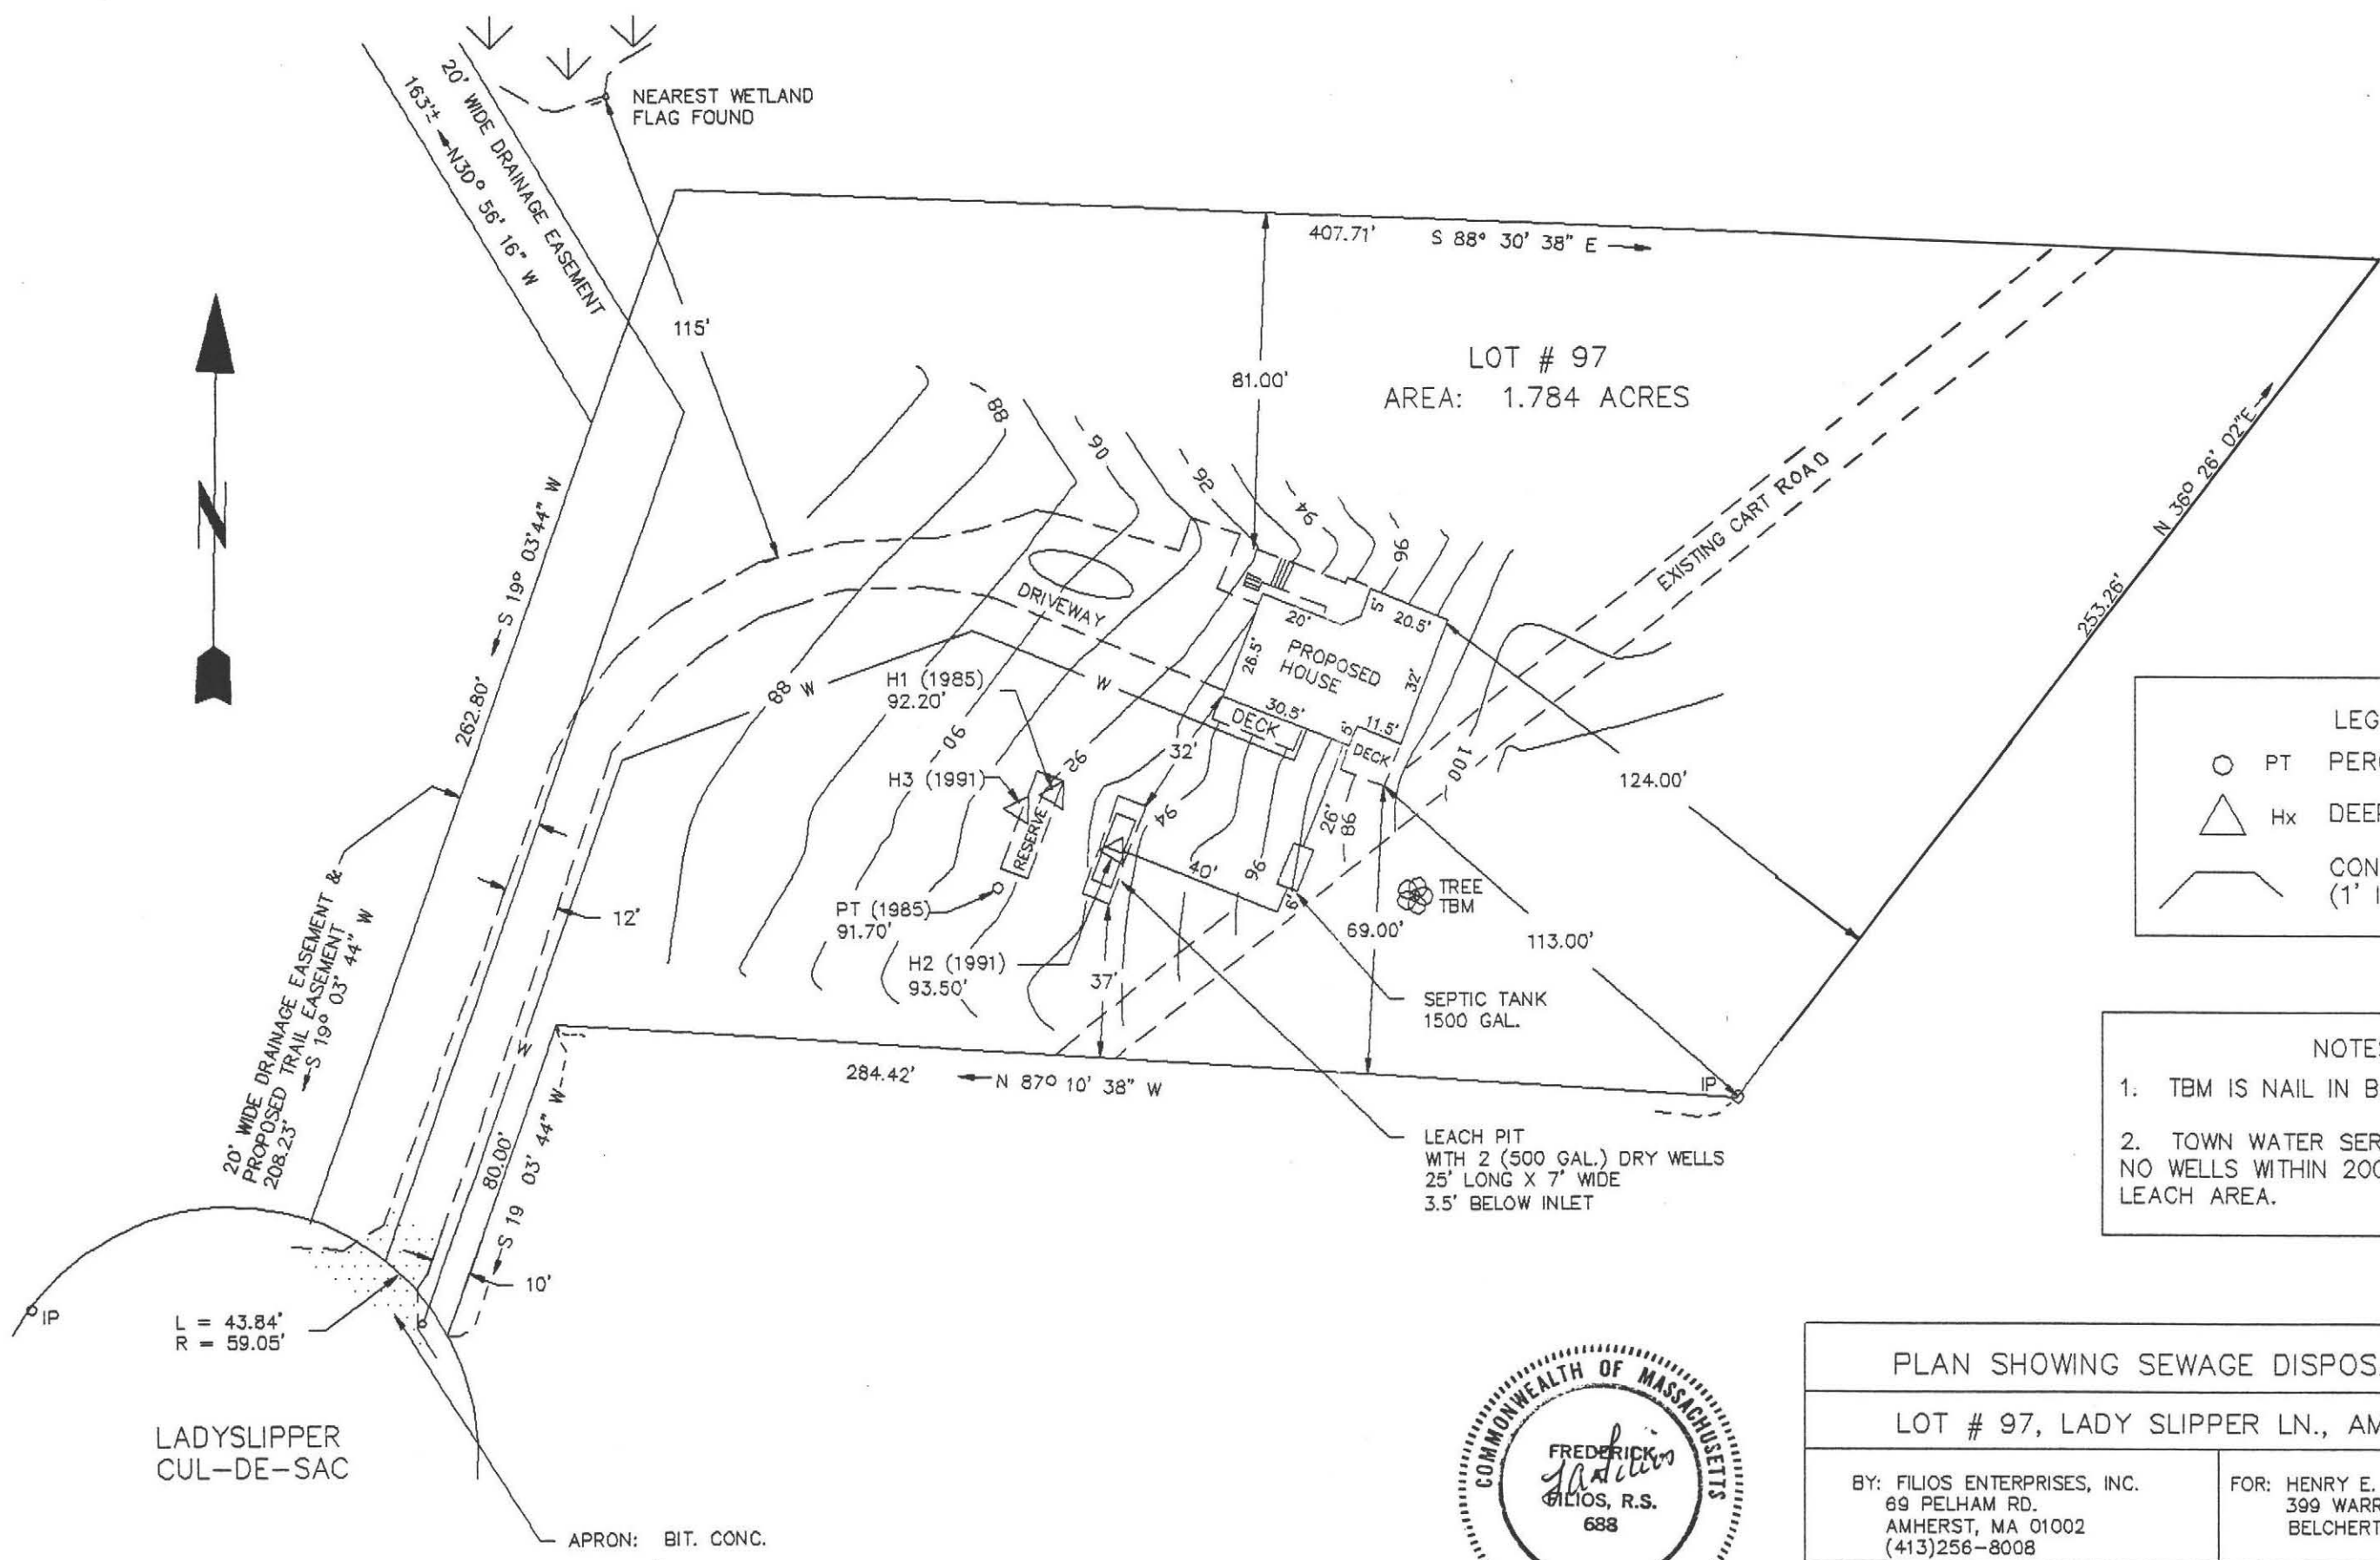 NEAREST WETLAND
FLAG FOUND
20' WIDE DRAINAGE EASEMENT
163'± N30° 56' 16" W
407.71' S 88° 30' 38" E
115'
81.00'
LOT # 97
AREA: 1.784 ACRES
N
88
90
92
94
96
S 19° 03' 44" W
262.80'
EXISTING CART ROAD
N 36° 26' 02" E
253.26'
DRIVEWAY
20'
5'
20.5'
26.5'
PROPOSED
HOUSE
32'
30.5'
11.5'
5'
DECK
DECK
88
W
W
H1 (1985)
92.20'
90
92
32'
100
H3 (1991)
RESERVE
94
26'
98
124.00'
40'
96
9'
TREE
TBM
PT (1985)
91.70'
69.00'
113.00'
12'
H2 (1991)
93.50'
37'
SEPTIC TANK
1500 GAL.
20' WIDE DRAINAGE EASEMENT &
PROPOSED TRAIL EASEMENT
208.23' S 19° 03' 44" W
W
284.42' N 87° 10' 38" W
IP
80.00'
S 19 03' 44" W
LEACH PIT
WITH 2 (500 GAL.) DRY WELLS
25' LONG X 7' WIDE
3.5' BELOW INLET
10'
IP
L = 43.84'
R = 59.05'
LADYSLIPPER
CUL-DE-SAC
APRON: BIT. CONC.
LEG
PT PERC
Hx DEEP
CON
(1' I
NOTES
1. TBM IS NAIL IN B
2. TOWN WATER SER
NO WELLS WITHIN 200
LEACH AREA.
COMMONWEALTH OF MASSACHUSETTS
FREDERICK
A.
FILIOS, R.S.
688
PLAN SHOWING SEWAGE DISPOS
LOT # 97, LADY SLIPPER LN., AM
BY: FILIOS ENTERPRISES, INC.
69 PELHAM RD.
AMHERST, MA 01002
(413)256-8008
FOR: HENRY E.
399 WARR
BELCHERT